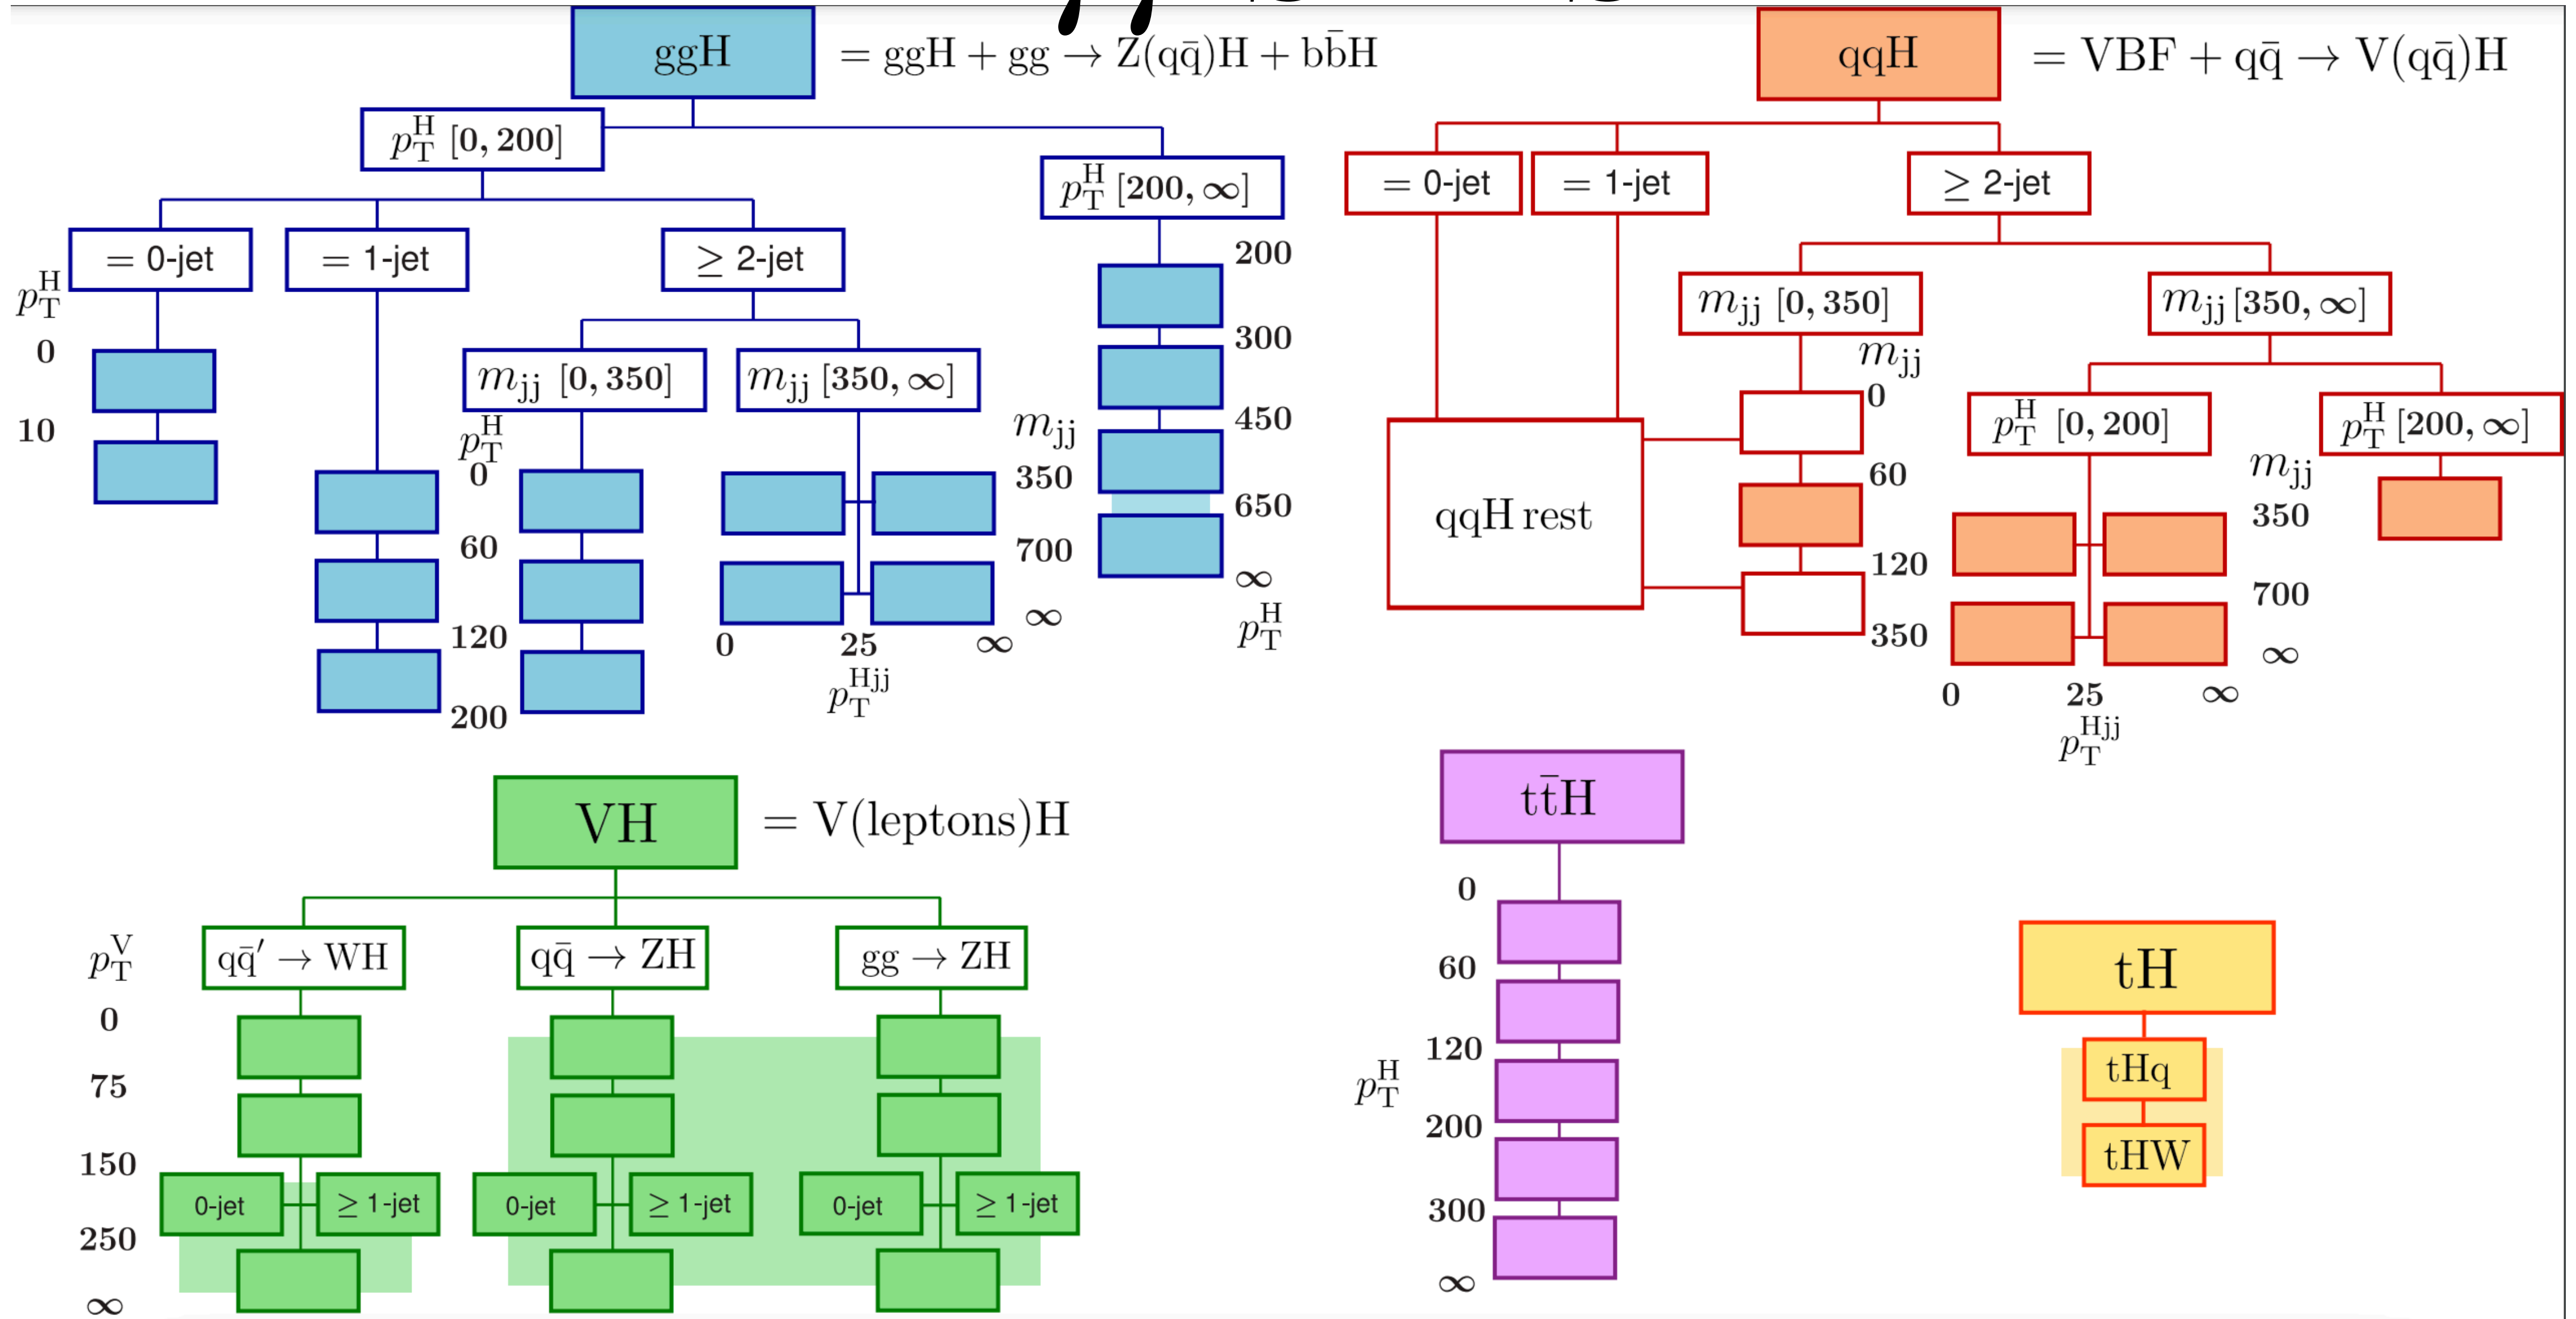 ggH = ggH + gg → Z(qq̄)H + bb̄H
p_T^H [0, 200]
p_T^H [200, ∞]
= 0-jet
= 1-jet
≥ 2-jet
p_T^H
0
10
m_jj [0, 350]
m_jj [350, ∞]
p_T^H
0
60
120
200
m_jj
350
700
∞
0 25 ∞
p_T^Hjj
200
300
450
650
∞
p_T^H
qqH = VBF + qq̄ → V(qq̄)H
= 0-jet
= 1-jet
≥ 2-jet
m_jj [0, 350]
m_jj [350, ∞]
m_jj
0
60
120
350
qqH rest
p_T^H [0, 200]
p_T^H [200, ∞]
m_jj
350
700
∞
0 25 ∞
p_T^Hjj
VH = V(leptons)H
qq̄′ → WH
qq̄ → ZH
gg → ZH
p_T^V
0
75
150
250
∞
0-jet
≥ 1-jet
0-jet
≥ 1-jet
0-jet
≥ 1-jet
tt̄H
0
60
120
200
300
∞
p_T^H
tH
tHq
tHW